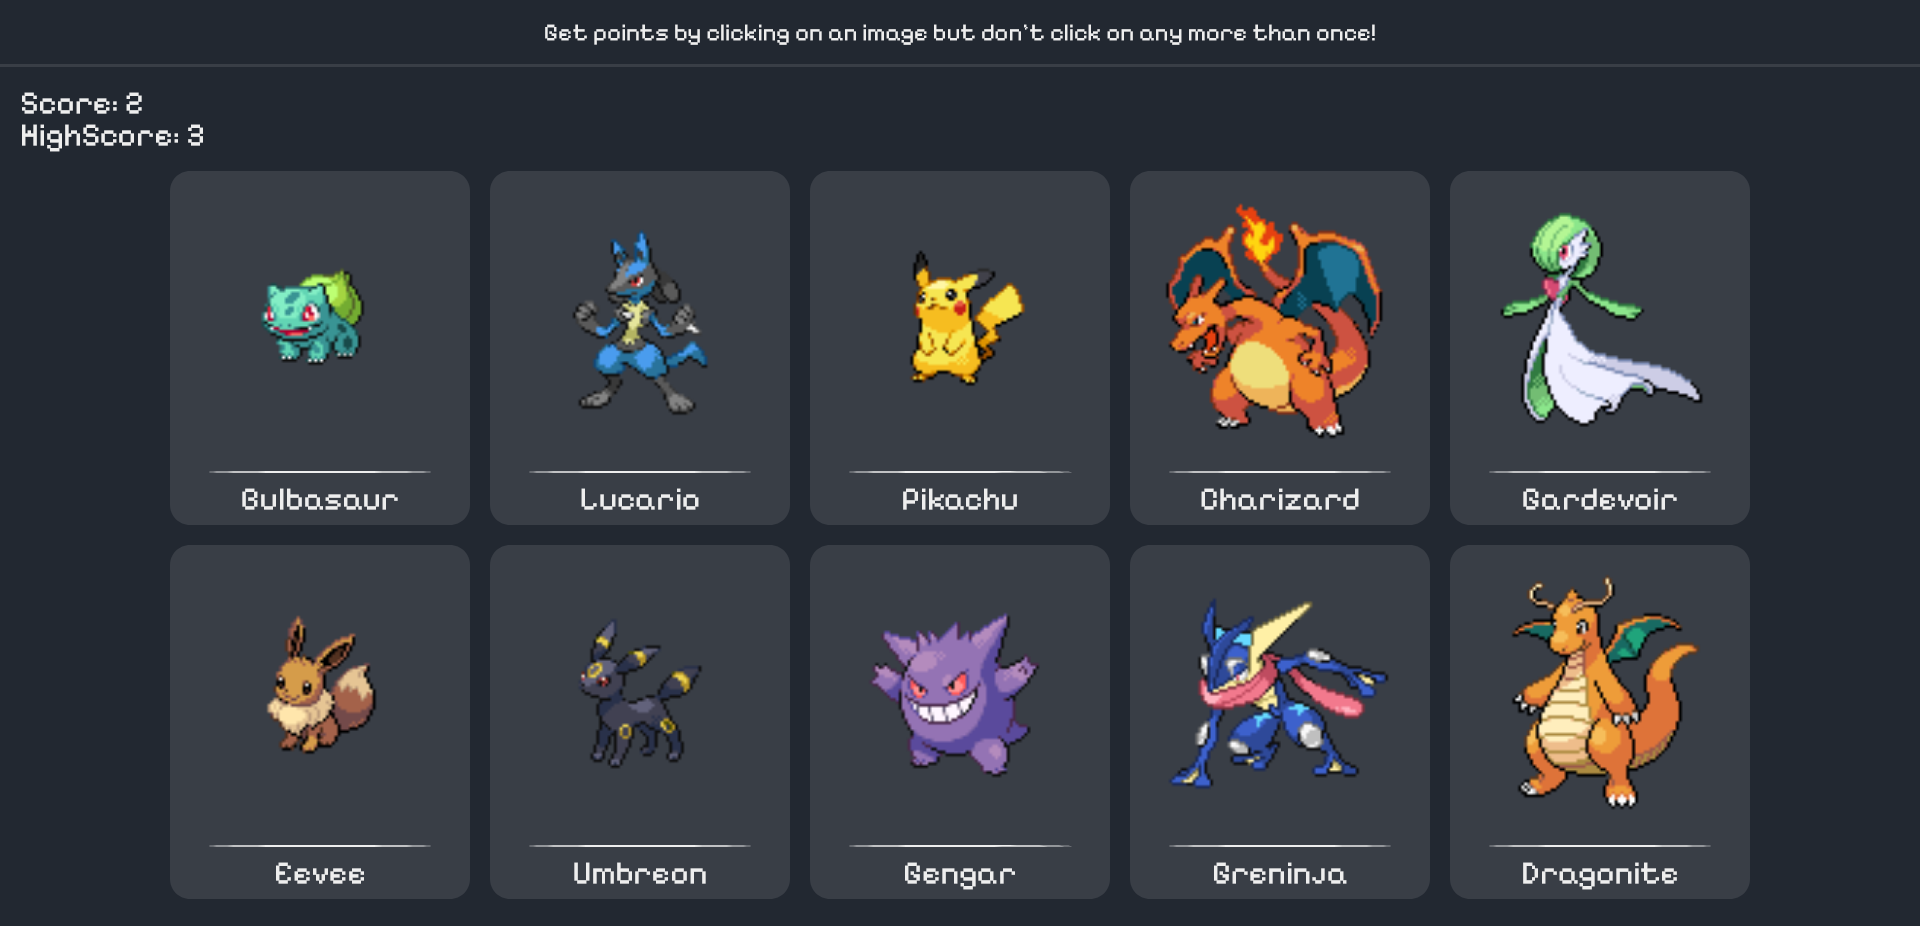 Get points by clicking on an image but don't click on any more than once!
Score: 2
HighScore: 3
Bulbasaur
Lucario
Pikachu
Charizard
Gardevoir
Eevee
Umbreon
Gengar
Greninja
Dragonite